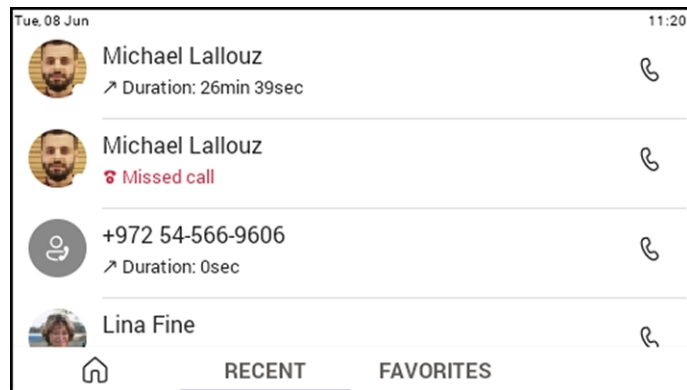 Tue, 08 Jun 11:20
Michael Lallouz
Duration: 26min 39sec
Michael Lallouz
Missed call
+972 54-566-9606
Duration: 0sec
Lina Fine
RECENT FAVORITES